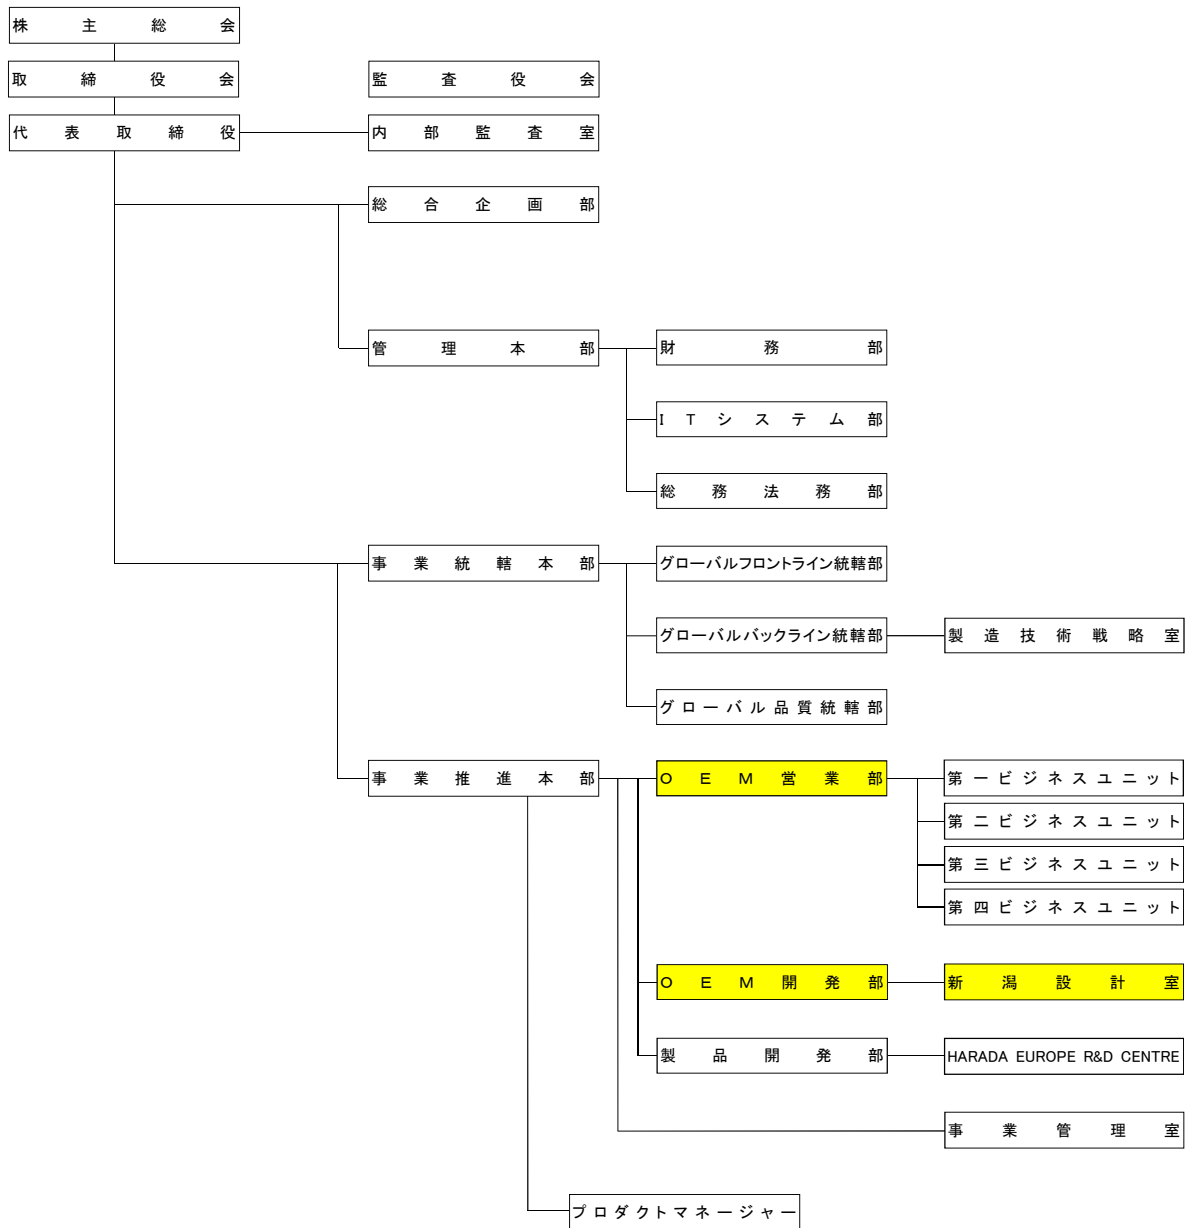 株主総会
取締役会
監査役会
代表取締役
内部監査室
総合企画部
管理本部
財務部
ITシステム部
総務法務部
事業統轄本部
グローバルフロントライン統轄部
グローバルバックライン統轄部
製造技術戦略室
グローバル品質統轄部
事業推進本部
OEM営業部
第一ビジネスユニット
第二ビジネスユニット
第三ビジネスユニット
第四ビジネスユニット
OEM開発部
新潟設計室
製品開発部
HARADA EUROPE R&D CENTRE
事業管理室
プロダクトマネージャー